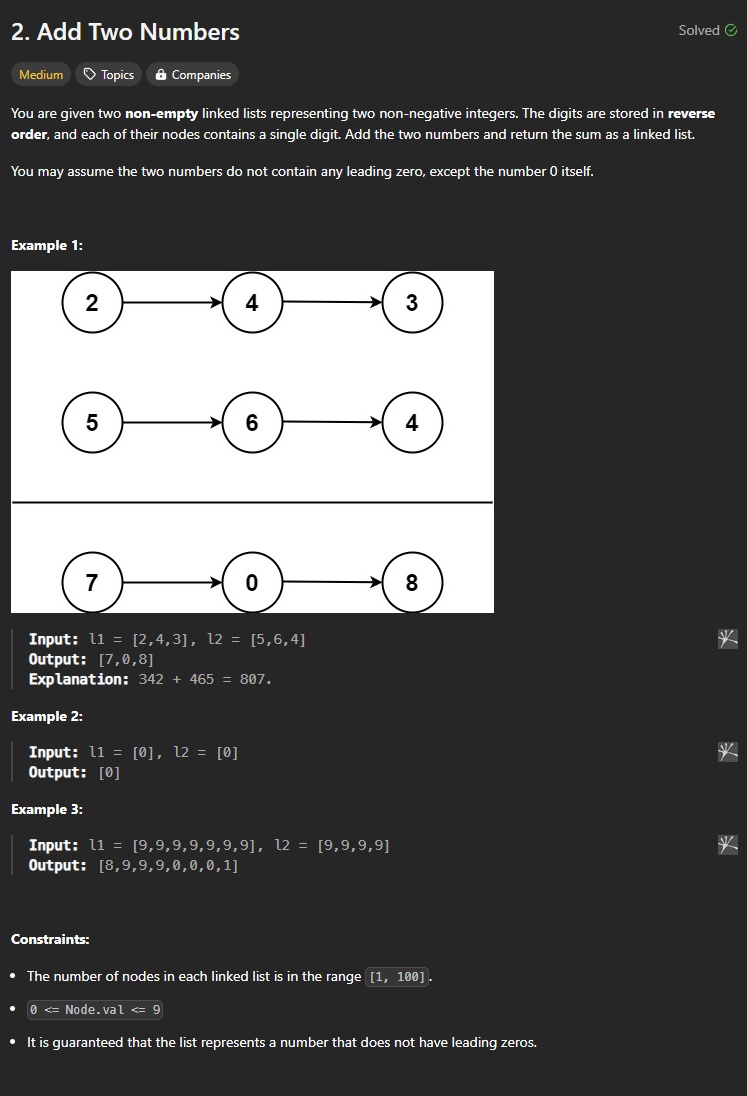 2. Add Two Numbers
Solved
Medium
Topics
Companies
You are given two non-empty linked lists representing two non-negative integers. The digits are stored in reverse
order, and each of their nodes contains a single digit. Add the two numbers and return the sum as a linked list.
You may assume the two numbers do not contain any leading zero, except the number 0 itself.
Example 1:
2 4 3
5 6 4
7 0 8
Input: l1 = [2,4,3], l2 = [5,6,4]
Output: [7,0,8]
Explanation: 342 + 465 = 807.
Example 2:
Input: l1 = [0], l2 = [0]
Output: [0]
Example 3:
Input: l1 = [9,9,9,9,9,9,9], l2 = [9,9,9,9]
Output: [8,9,9,9,0,0,0,1]
Constraints:
• The number of nodes in each linked list is in the range [1, 100].
• 0 <= Node.val <= 9
• It is guaranteed that the list represents a number that does not have leading zeros.